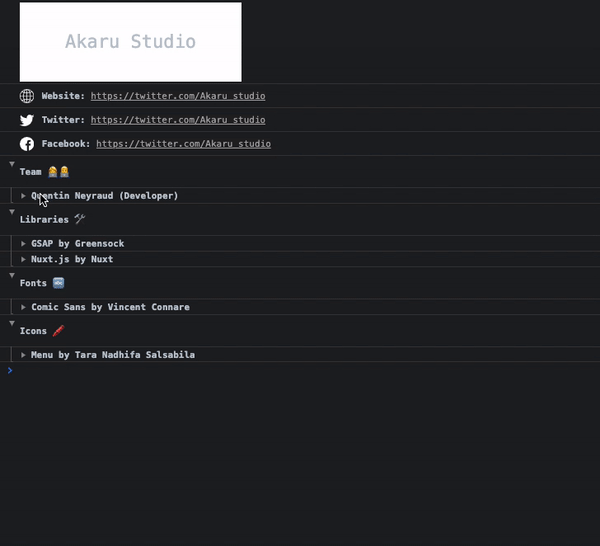 Akaru Studio
Website: https://twitter.com/Akaru_studio
Twitter: https://twitter.com/Akaru_studio
Facebook: https://twitter.com/Akaru_studio
Team
Quentin Neyraud (Developer)
Libraries
GSAP by Greensock
Nuxt.js by Nuxt
Fonts
Comic Sans by Vincent Connare
Icons
Menu by Tara Nadhifa Salsabila